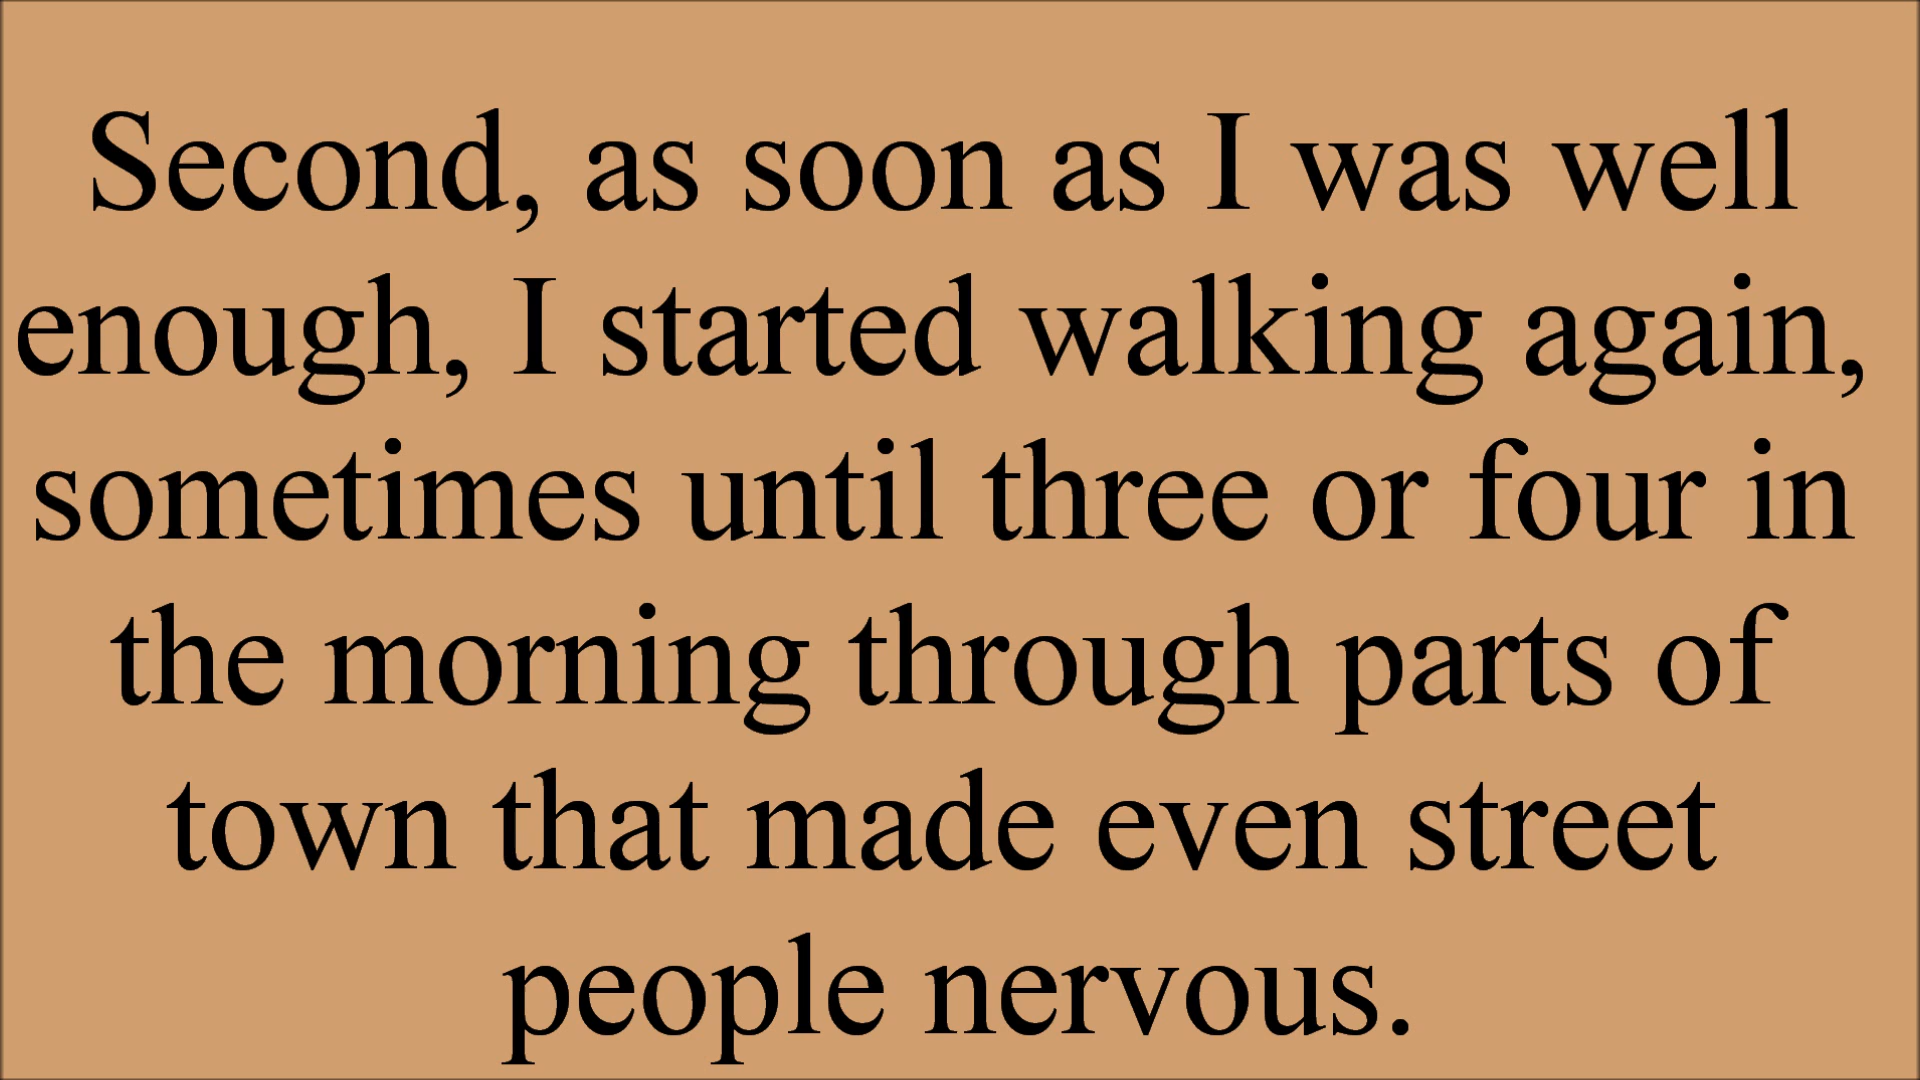 Second, as soon as I was well
enough, I started walking again,
sometimes until three or four in
the morning through parts of
town that made even street
people nervous.